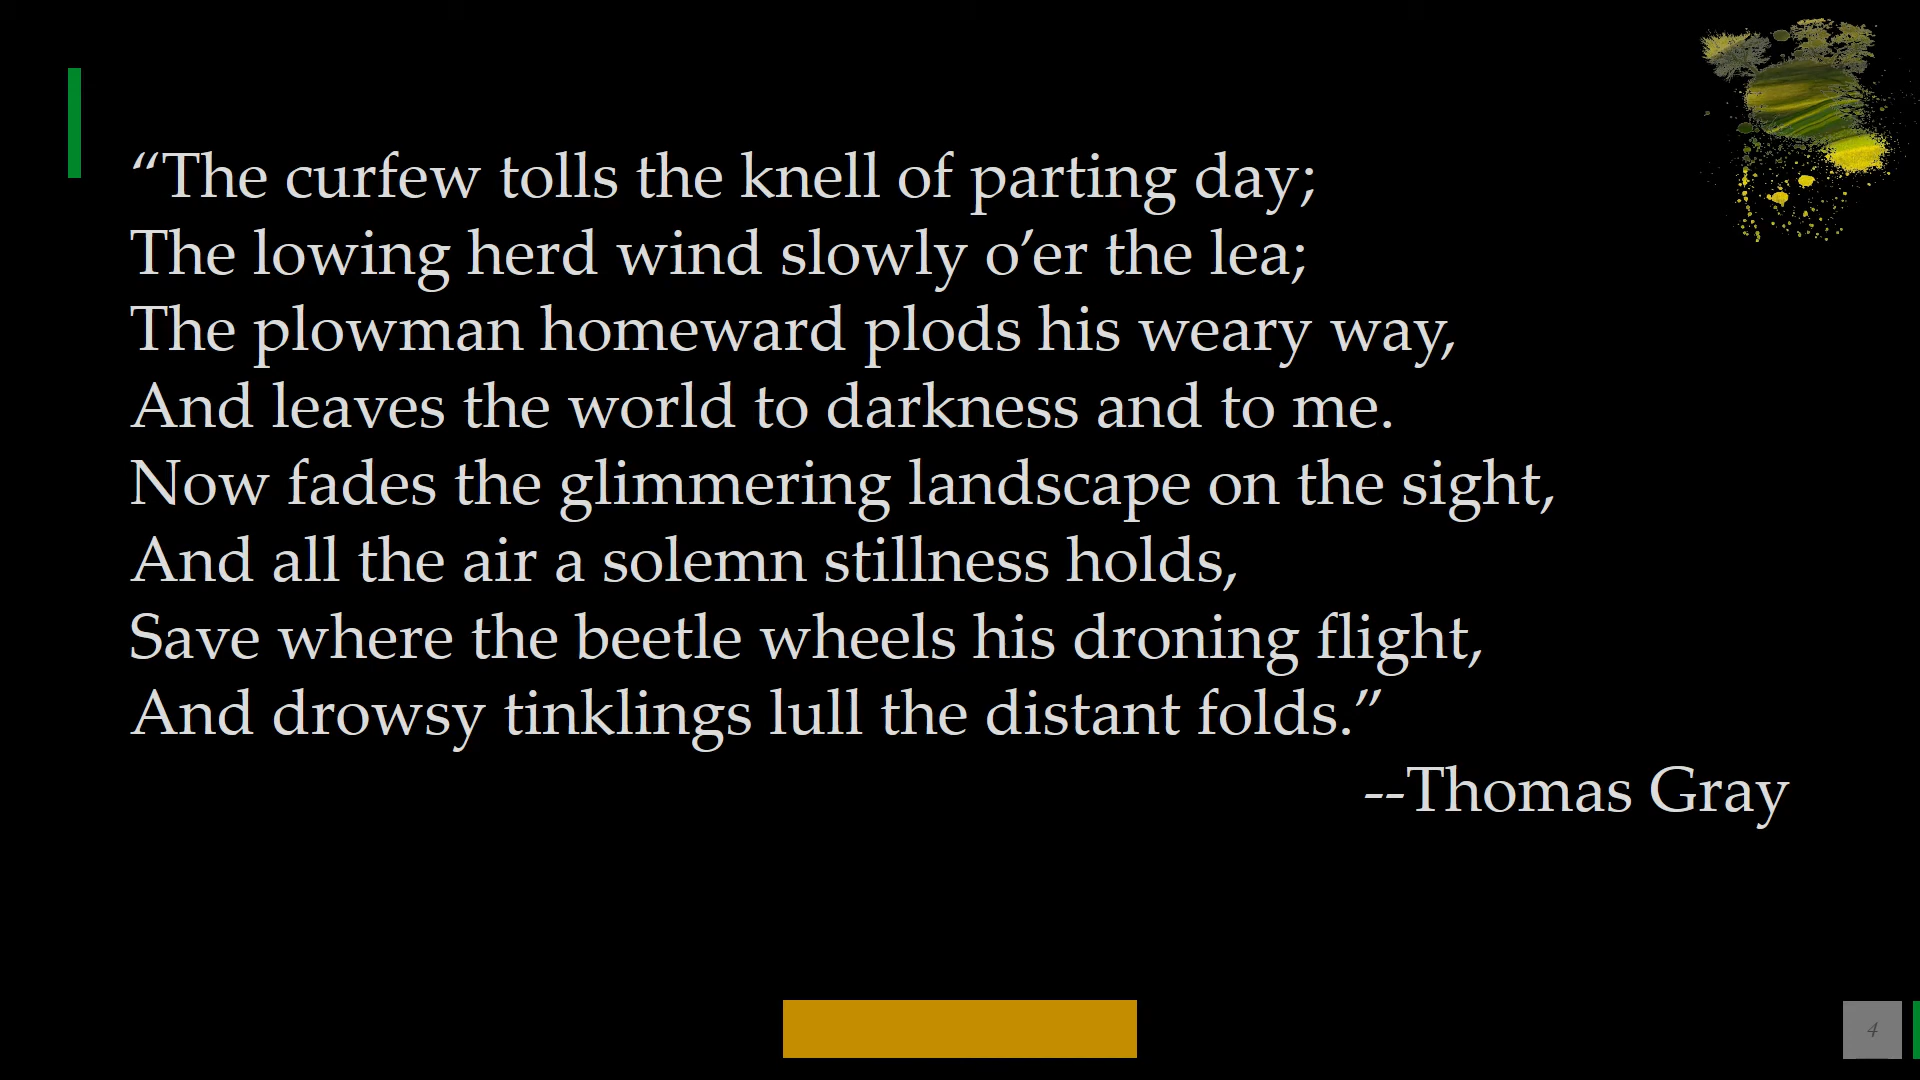 “The curfew tolls the knell of parting day;
The lowing herd wind slowly o’er the lea;
The plowman homeward plods his weary way,
And leaves the world to darkness and to me.
Now fades the glimmering landscape on the sight,
And all the air a solemn stillness holds,
Save where the beetle wheels his droning flight,
And drowsy tinklings lull the distant folds.”
--Thomas Gray
4